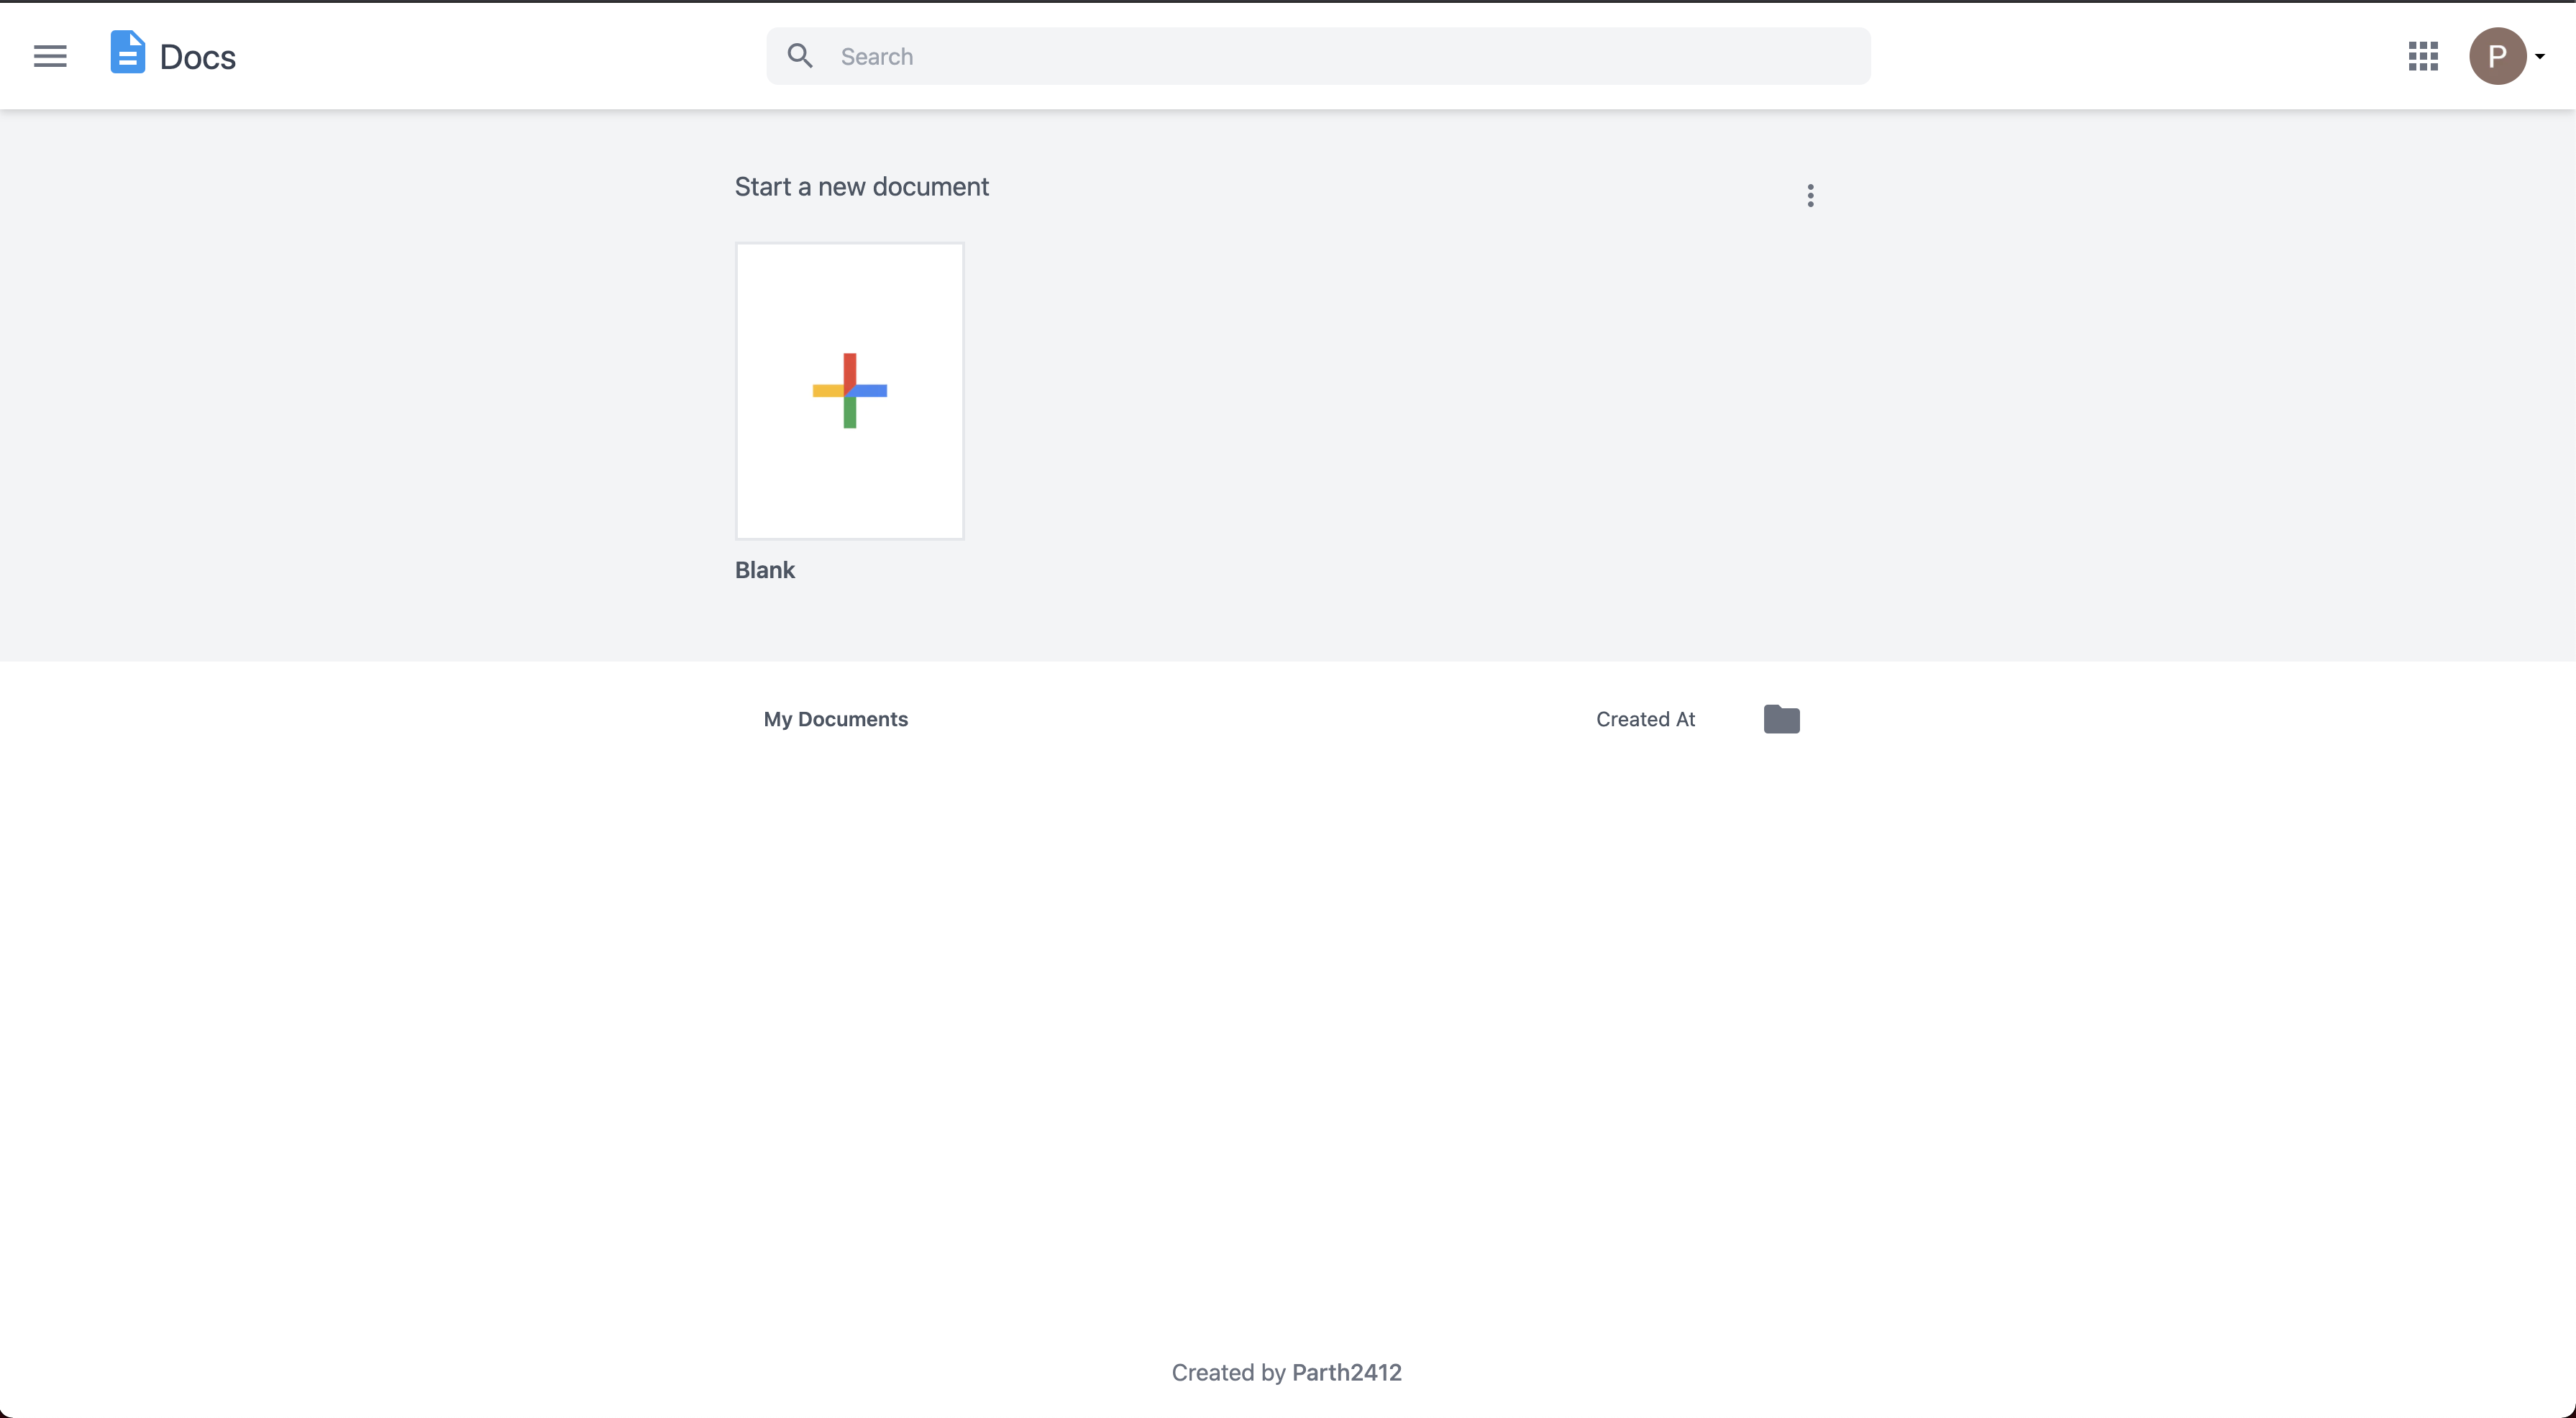 Docs
Search
P
Start a new document
Blank
My Documents
Created At
Created by Parth2412